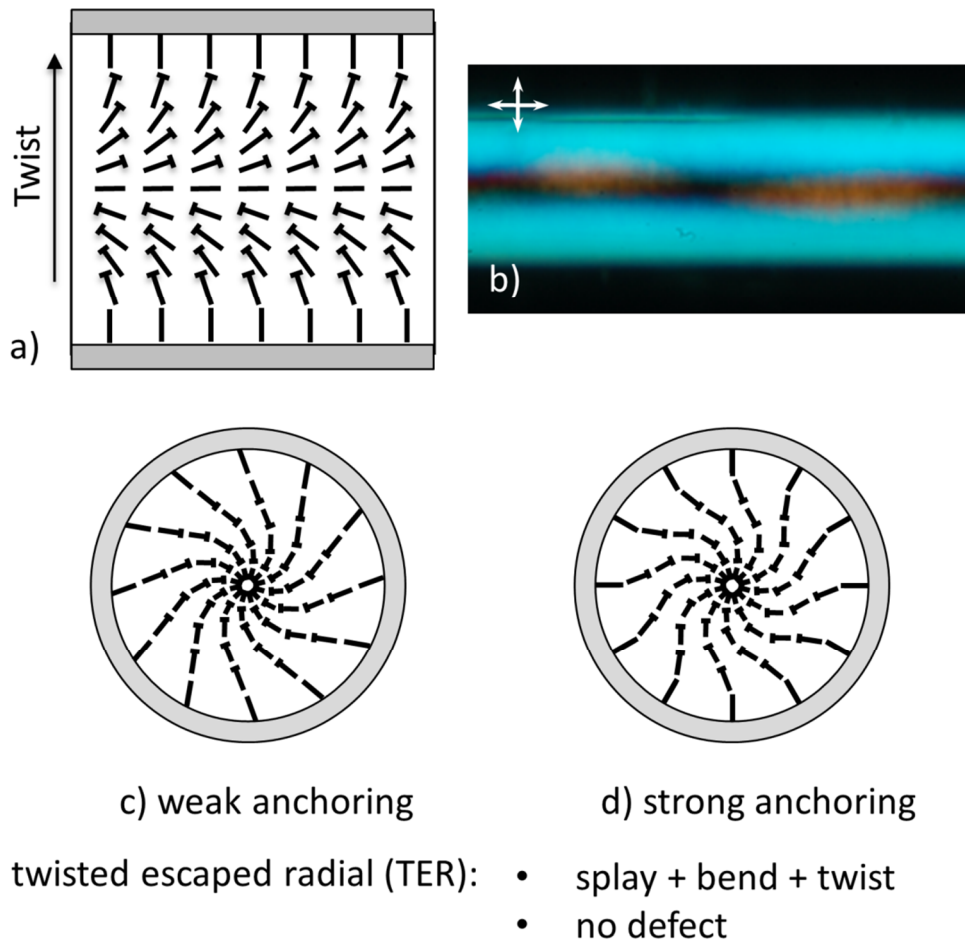 Twist
a)
b)
c) weak anchoring
d) strong anchoring
twisted escaped radial (TER):
• splay + bend + twist
• no defect